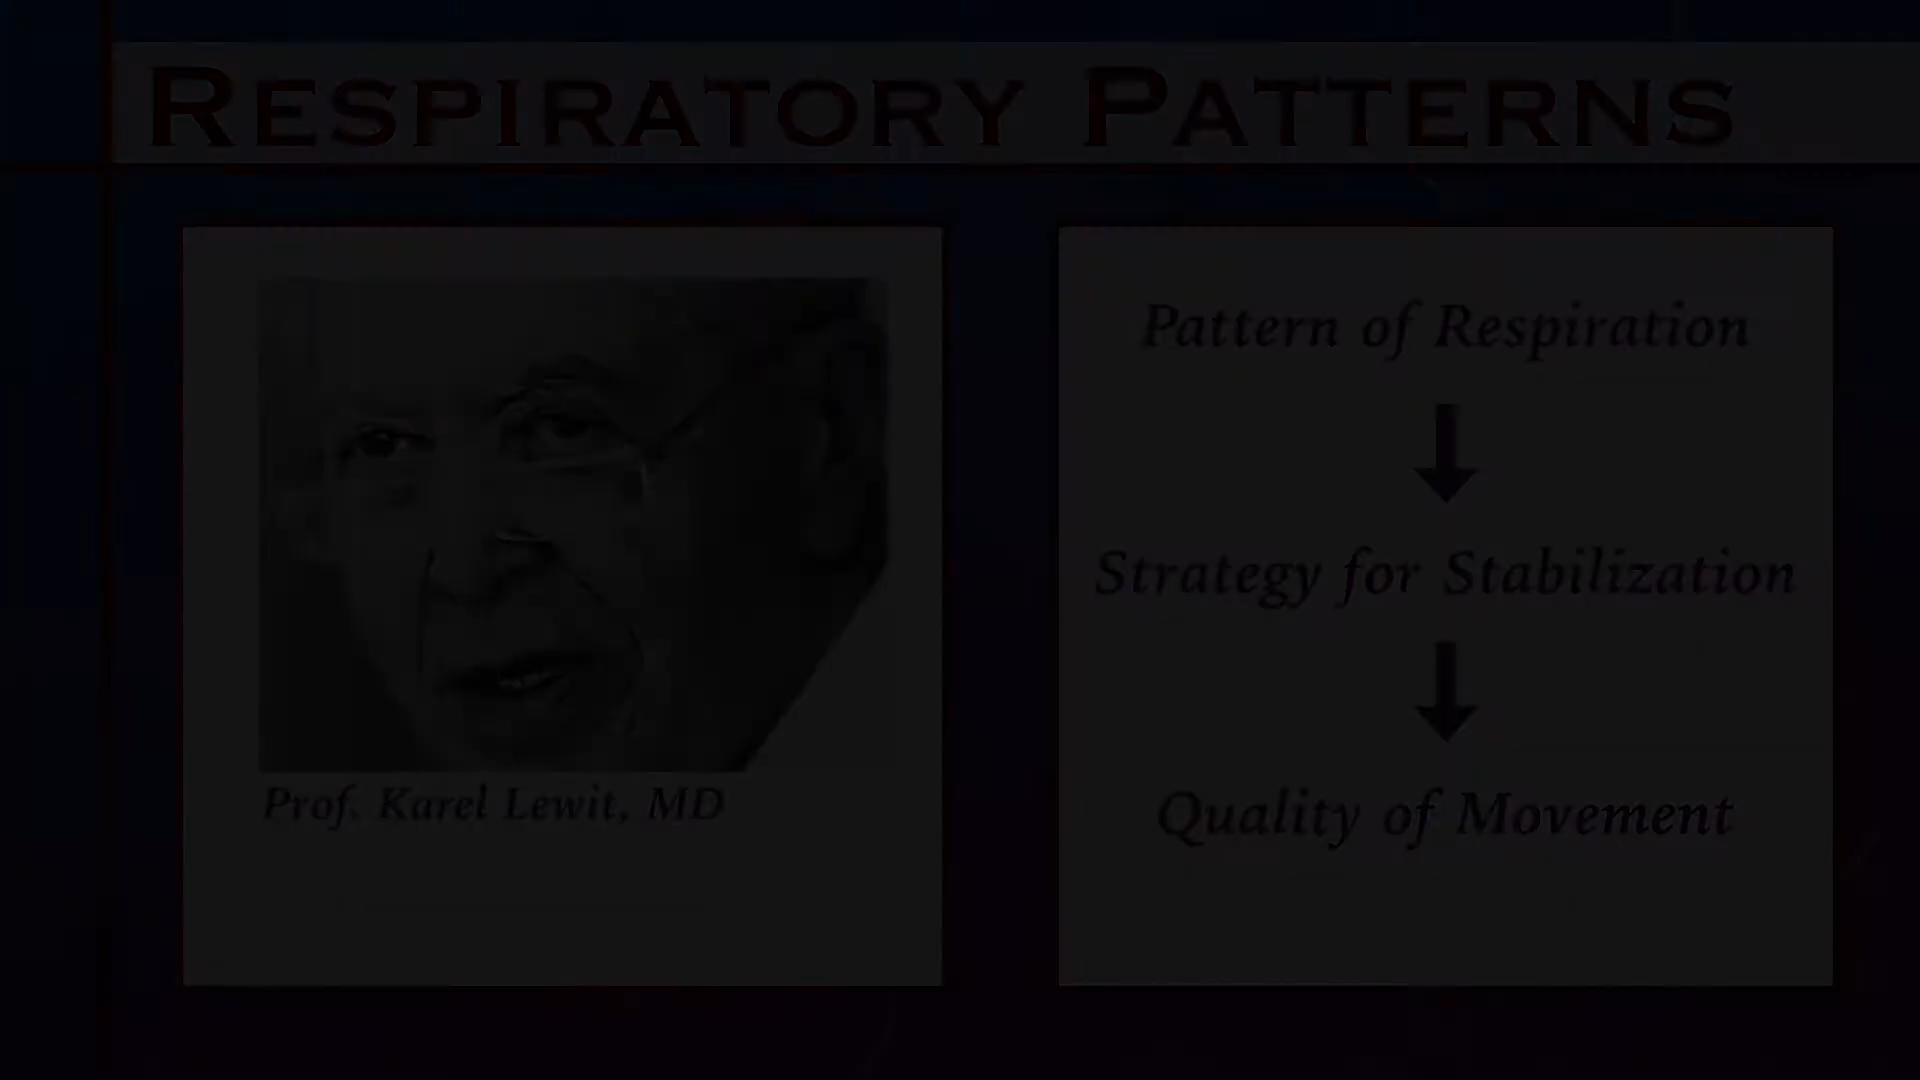 RESPIRATORY PATTERNS
Prof. Karel Lewit, MD
Pattern of Respiration
Strategy for Stabilization
Quality of Movement